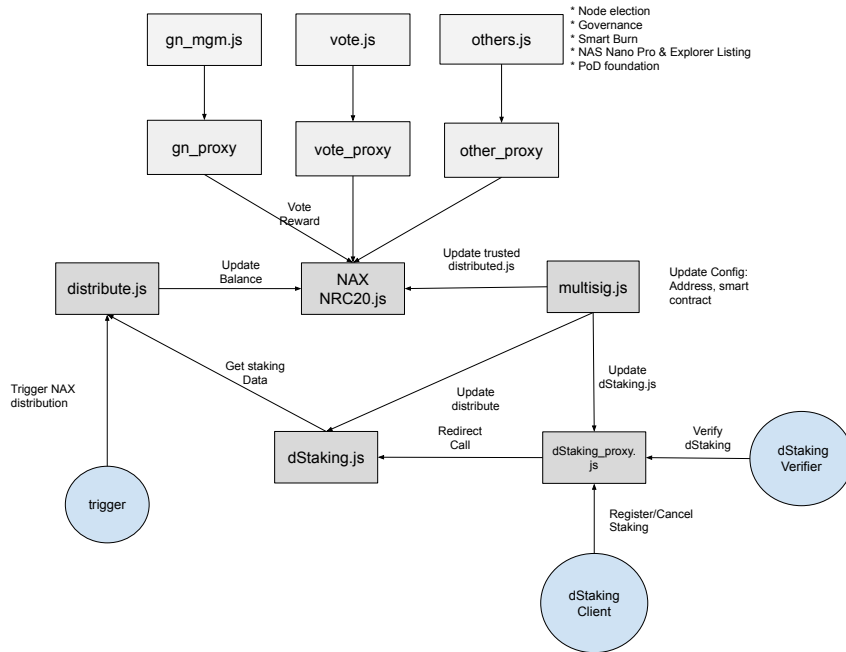 gn_mgm.js
vote.js
others.js
* Node election
* Governance
* Smart Burn
* NAS Nano Pro & Explorer Listing
* PoD foundation
gn_proxy
vote_proxy
other_proxy
Vote
Reward
Update
Balance
Update trusted
distributed.js
distribute.js
NAX
NRC20.js
multisig.js
Update Config:
Address, smart
contract
Get staking
Data
Trigger NAX
distribution
Update
dStaking.js
Update
distribute
Redirect
Call
Verify
dStaking
dStaking.js
dStaking_proxy.
js
dStaking
Verifier
trigger
Register/Cancel
Staking
dStaking
Client